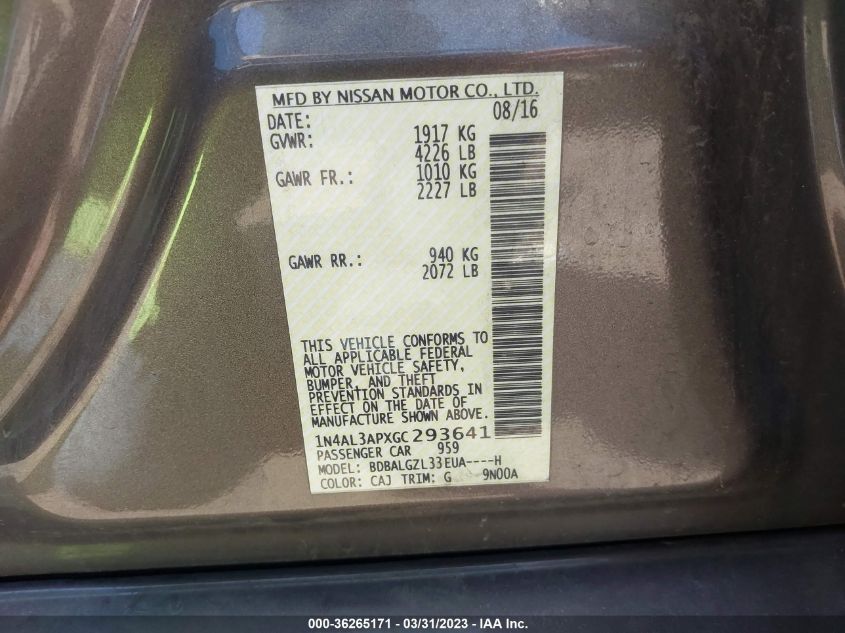 MFD BY NISSAN MOTOR CO., LTD.
DATE: 08/16
GVWR: 1917 KG
4226 LB
GAWR FR.: 1010 KG
2227 LB
GAWR RR.: 940 KG
2072 LB
THIS VEHICLE CONFORMS TO
ALL APPLICABLE FEDERAL
MOTOR VEHICLE SAFETY,
BUMPER, AND THEFT
PREVENTION STANDARDS IN
EFFECT ON THE DATE OF
MANUFACTURE SHOWN ABOVE.
1N4AL3APXGC293641
PASSENGER CAR 959
MODEL: BDBALGZL33EUA----H
COLOR: CAJ TRIM: G 9N00A
000-36265171 - 03/31/2023 - IAA Inc.